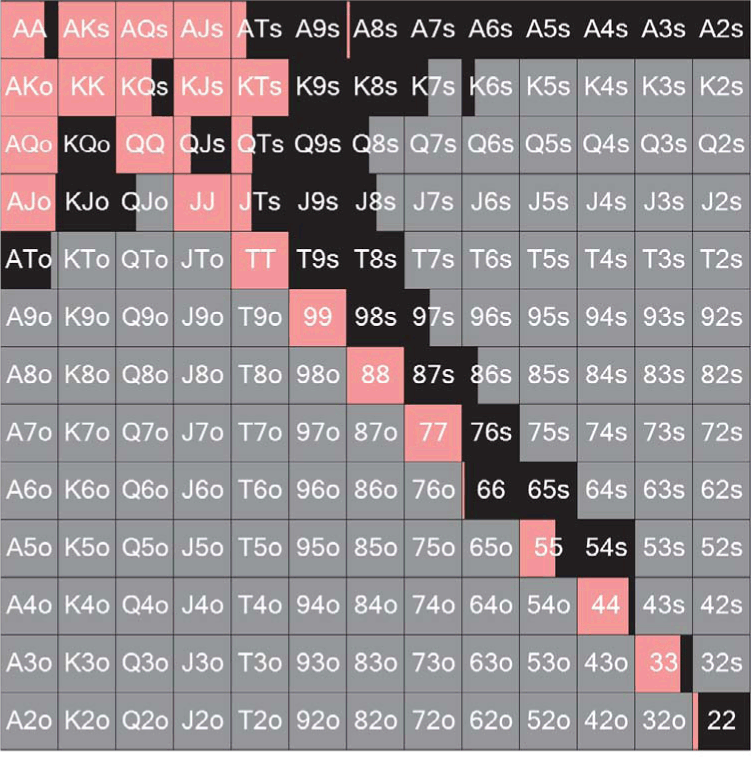 AA AKs AQs AJs ATs A9s A8s A7s A6s A5s A4s A3s A2s
AKo KK KQs KJs KTs K9s K8s K7s K6s K5s K4s K3s K2s
AQo KQo QQ QJs QTs Q9s Q8s Q7s Q6s Q5s Q4s Q3s Q2s
AJo KJo QJo JJ JTs J9s J8s J7s J6s J5s J4s J3s J2s
ATo KTo QTo JTo TT T9s T8s T7s T6s T5s T4s T3s T2s
A9o K9o Q9o J9o T9o 99 98s 97s 96s 95s 94s 93s 92s
A8o K8o Q8o J8o T8o 98o 88 87s 86s 85s 84s 83s 82s
A7o K7o Q7o J7o T7o 97o 87o 77 76s 75s 74s 73s 72s
A6o K6o Q6o J6o T6o 96o 86o 76o 66 65s 64s 63s 62s
A5o K5o Q5o J5o T5o 95o 85o 75o 65o 55 54s 53s 52s
A4o K4o Q4o J4o T4o 94o 84o 74o 64o 54o 44 43s 42s
A3o K3o Q3o J3o T3o 93o 83o 73o 63o 53o 43o 33 32s
A2o K2o Q2o J2o T2o 92o 82o 72o 62o 52o 42o 32o 22